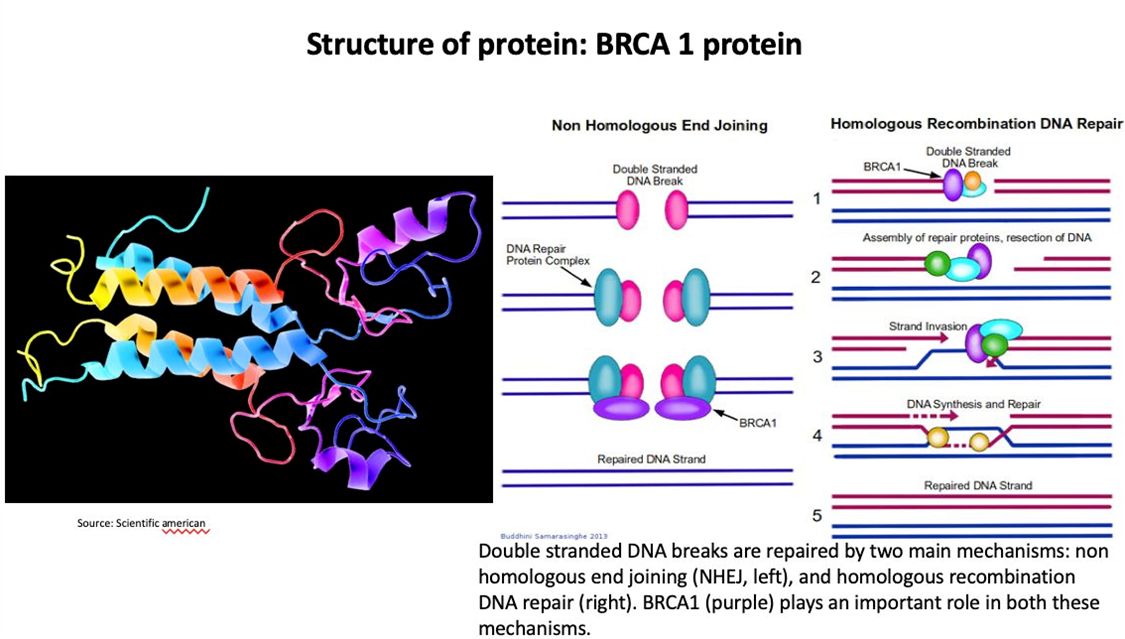 Structure of protein: BRCA 1 protein
Source: Scientific american
Non Homologous End Joining
Double Stranded
DNA Break
DNA Repair
Protein Complex
BRCA1
Repaired DNA Strand
Buddhini Samarasinghe 2013
Homologous Recombination DNA Repair
Double Stranded
DNA Break
BRCA1
1
Assembly of repair proteins, resection of DNA
2
Strand Invasion
3
DNA Synthesis and Repair
4
Repaired DNA Strand
5
Double stranded DNA breaks are repaired by two main mechanisms: non
homologous end joining (NHEJ, left), and homologous recombination
DNA repair (right). BRCA1 (purple) plays an important role in both these
mechanisms.